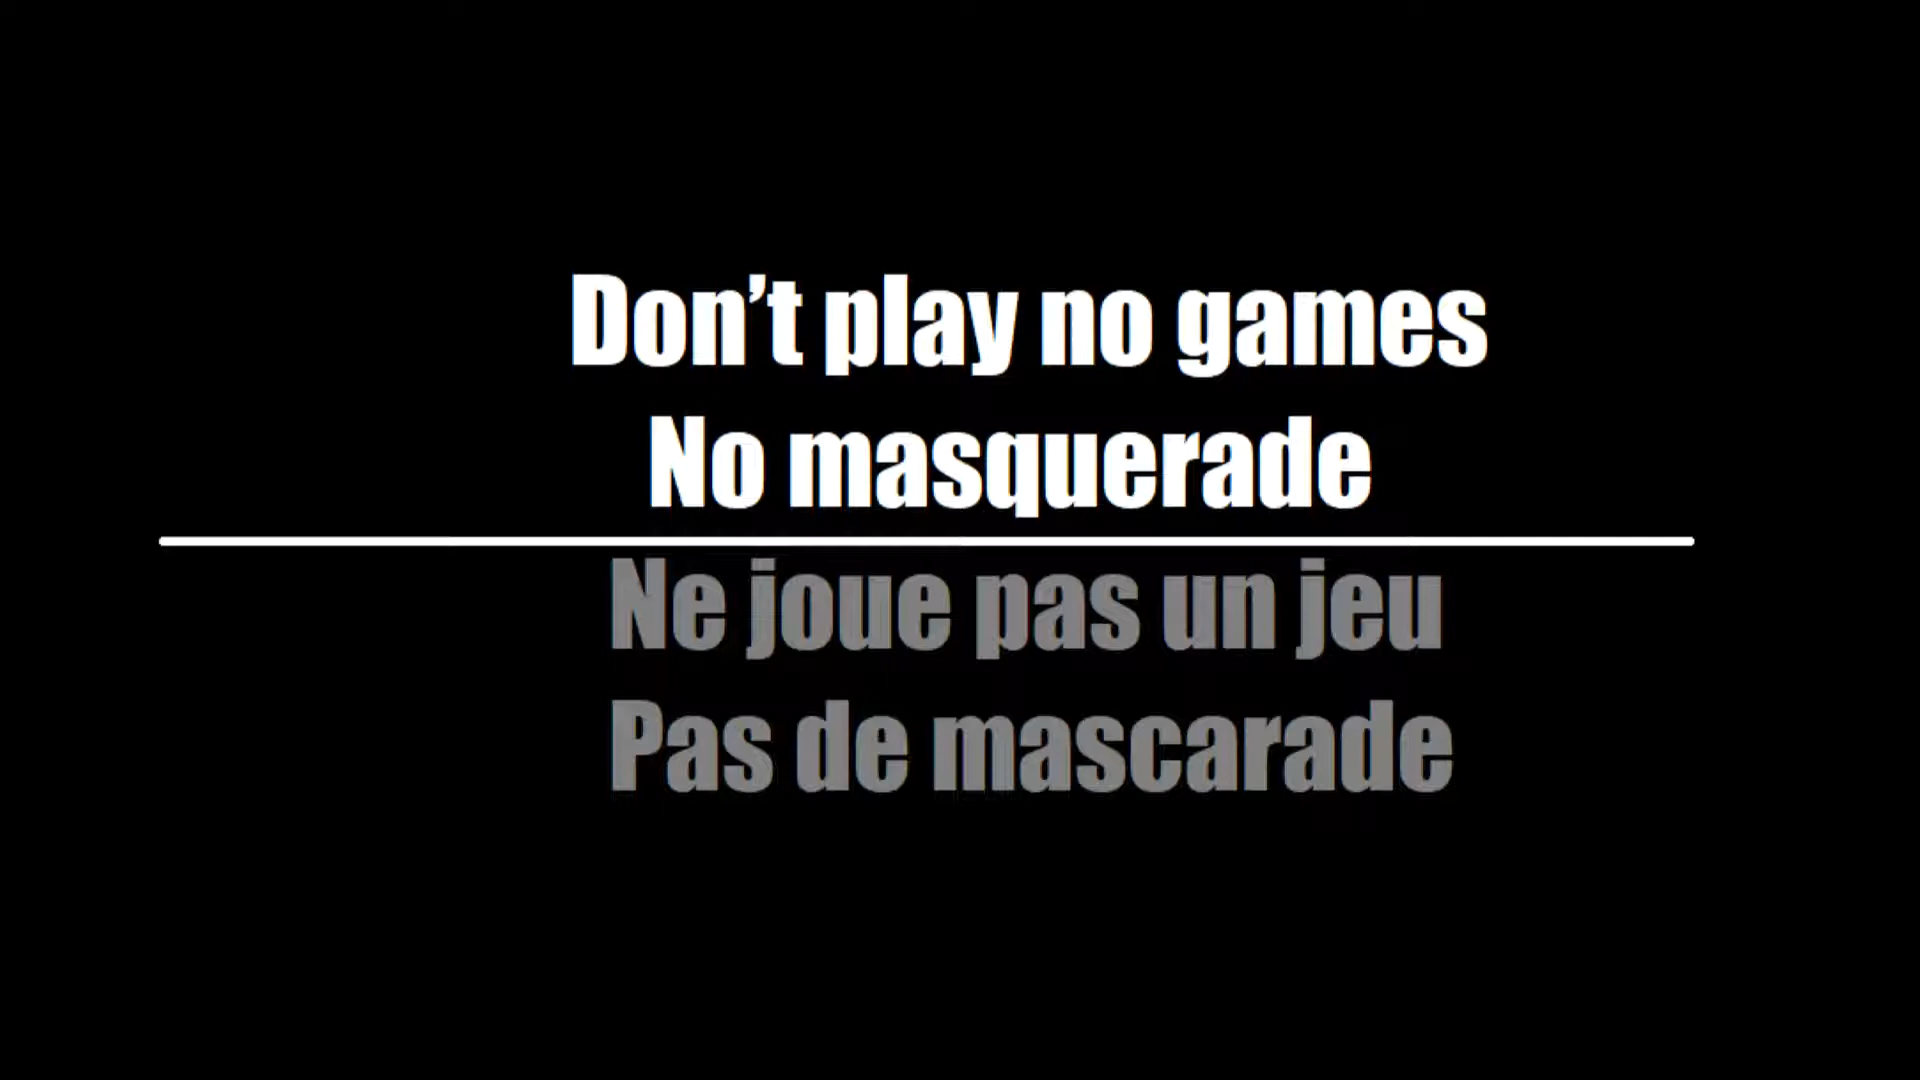 Don’t play no games
No masquerade
Ne joue pas un jeu
Pas de mascarade